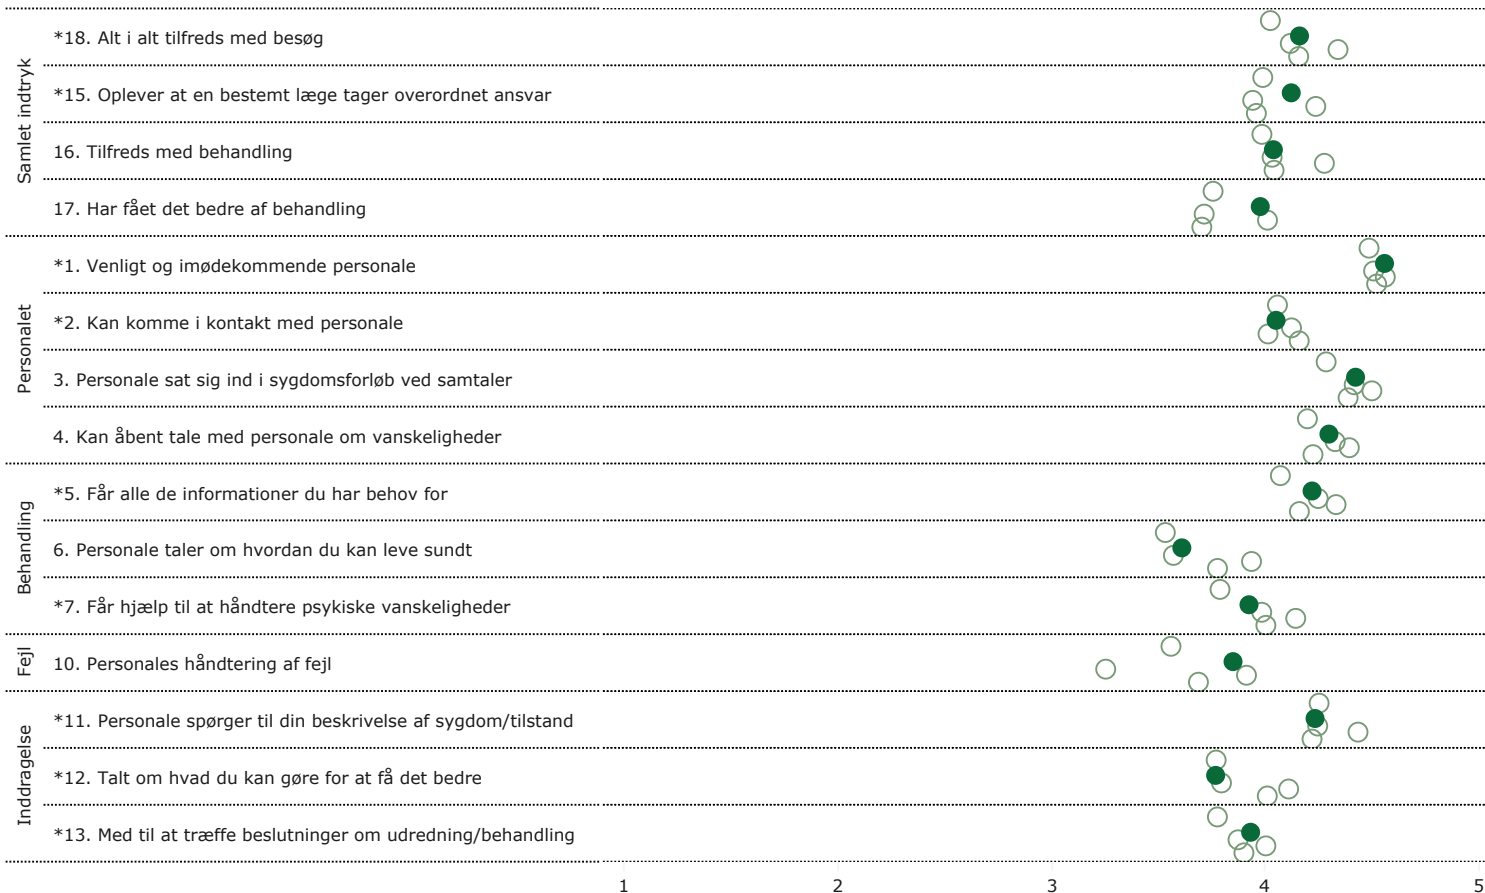 Samlet indtryk
*18. Alt i alt tilfreds med besøg
*15. Oplever at en bestemt læge tager overordnet ansvar
16. Tilfreds med behandling
17. Har fået det bedre af behandling
Personalet
*1. Venligt og imødekommende personale
*2. Kan komme i kontakt med personale
3. Personale sat sig ind i sygdomsforløb ved samtaler
4. Kan åbent tale med personale om vanskeligheder
Behandling
*5. Får alle de informationer du har behov for
6. Personale taler om hvordan du kan leve sundt
*7. Får hjælp til at håndtere psykiske vanskeligheder
Fejl
10. Personales håndtering af fejl
Inddragelse
*11. Personale spørger til din beskrivelse af sygdom/tilstand
*12. Talt om hvad du kan gøre for at få det bedre
*13. Med til at træffe beslutninger om udredning/behandling
1 2 3 4 5